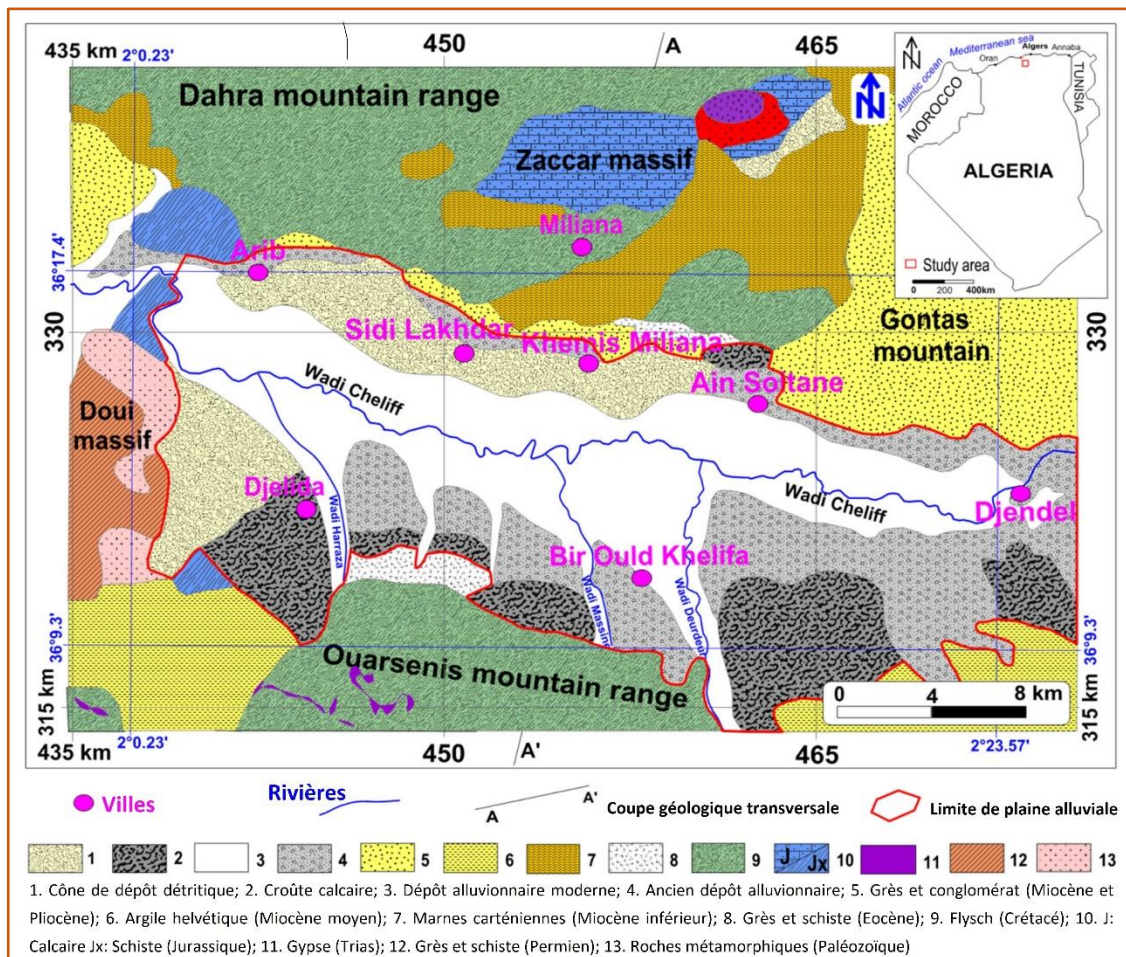 435 km
2°0.23'
450
A
465
N
Mediterranean sea
Algers
Annaba
Oran
Atlantic ocean
MOROCCO
TUNISIA
ALGERIA
Study area
0 200 400km
N
Dahra mountain range
Zaccar massif
Miliana
Arib
36°17.4'
330
330
Gontas
mountain
Sidi Lakhdar
Khemis Miliana
Ain Soltane
Wadi Cheliff
Doui
massif
Djelida
Wadi Harraza
Wadi Cheliff
Djendel
Bir Ould Khelifa
Wadi Massine
Wadi Deurdeur
36°9.3'
36°9.3'
Ouarsenis mountain range
0 4 8 km
315 km
315 km
435 km
2°0.23'
450
A'
465
2°23.57'
Villes
Rivières
A
A'
Coupe géologique transversale
Limite de plaine alluviale
1 2 3 4 5 6 7 8 9 J Jx 10 11 12 13
1. Cône de dépôt détritique; 2. Croûte calcaire; 3. Dépôt alluvionnaire moderne; 4. Ancien dépôt alluvionnaire; 5. Grès et conglomérat (Miocène et
Pliocène); 6. Argile helvétique (Miocène moyen); 7. Marnes carténiennes (Miocène inférieur); 8. Grès et schiste (Eocène); 9. Flysch (Crétacé); 10. J:
Calcaire Jx: Schiste (Jurassique); 11. Gypse (Trias); 12. Grès et schiste (Permien); 13. Roches métamorphiques (Paléozoïque)